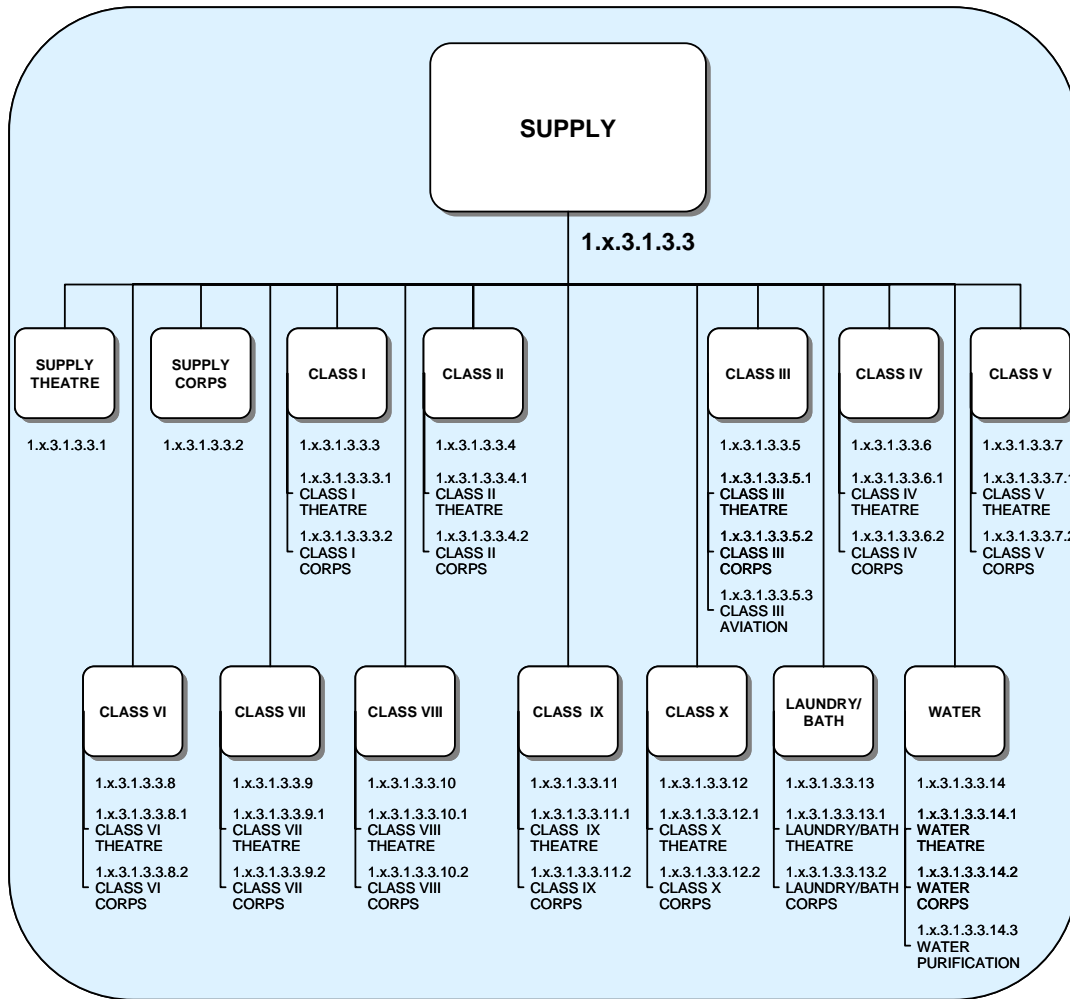 SUPPLY
1.x.3.1.3.3
SUPPLY
THEATRE
1.x.3.1.3.3.1
SUPPLY
CORPS
1.x.3.1.3.3.2
CLASS I
1.x.3.1.3.3.3
1.x.3.1.3.3.3.1
CLASS I
THEATRE
1.x.3.1.3.3.3.2
CLASS I
CORPS
CLASS II
1.x.3.1.3.3.4
1.x.3.1.3.3.4.1
CLASS II
THEATRE
1.x.3.1.3.3.4.2
CLASS II
CORPS
CLASS III
1.x.3.1.3.3.5
1.x.3.1.3.3.5.1
CLASS III
THEATRE
1.x.3.1.3.3.5.2
CLASS III
CORPS
1.x.3.1.3.3.5.3
CLASS III
AVIATION
CLASS IV
1.x.3.1.3.3.6
1.x.3.1.3.3.6.1
CLASS IV
THEATRE
1.x.3.1.3.3.6.2
CLASS IV
CORPS
CLASS V
1.x.3.1.3.3.7
1.x.3.1.3.3.7.1
CLASS V
THEATRE
1.x.3.1.3.3.7.2
CLASS V
CORPS
CLASS VI
1.x.3.1.3.3.8
1.x.3.1.3.3.8.1
CLASS VI
THEATRE
1.x.3.1.3.3.8.2
CLASS VI
CORPS
CLASS VII
1.x.3.1.3.3.9
1.x.3.1.3.3.9.1
CLASS VII
THEATRE
1.x.3.1.3.3.9.2
CLASS VII
CORPS
CLASS VIII
1.x.3.1.3.3.10
1.x.3.1.3.3.10.1
CLASS VIII
THEATRE
1.x.3.1.3.3.10.2
CLASS VIII
CORPS
CLASS IX
1.x.3.1.3.3.11
1.x.3.1.3.3.11.1
CLASS IX
THEATRE
1.x.3.1.3.3.11.2
CLASS IX
CORPS
CLASS X
1.x.3.1.3.3.12
1.x.3.1.3.3.12.1
CLASS X
THEATRE
1.x.3.1.3.3.12.2
CLASS X
CORPS
LAUNDRY/
BATH
1.x.3.1.3.3.13
1.x.3.1.3.3.13.1
LAUNDRY/BATH
THEATRE
1.x.3.1.3.3.13.2
LAUNDRY/BATH
CORPS
WATER
1.x.3.1.3.3.14
1.x.3.1.3.3.14.1
WATER
THEATRE
1.x.3.1.3.3.14.2
WATER
CORPS
1.x.3.1.3.3.14.3
WATER
PURIFICATION